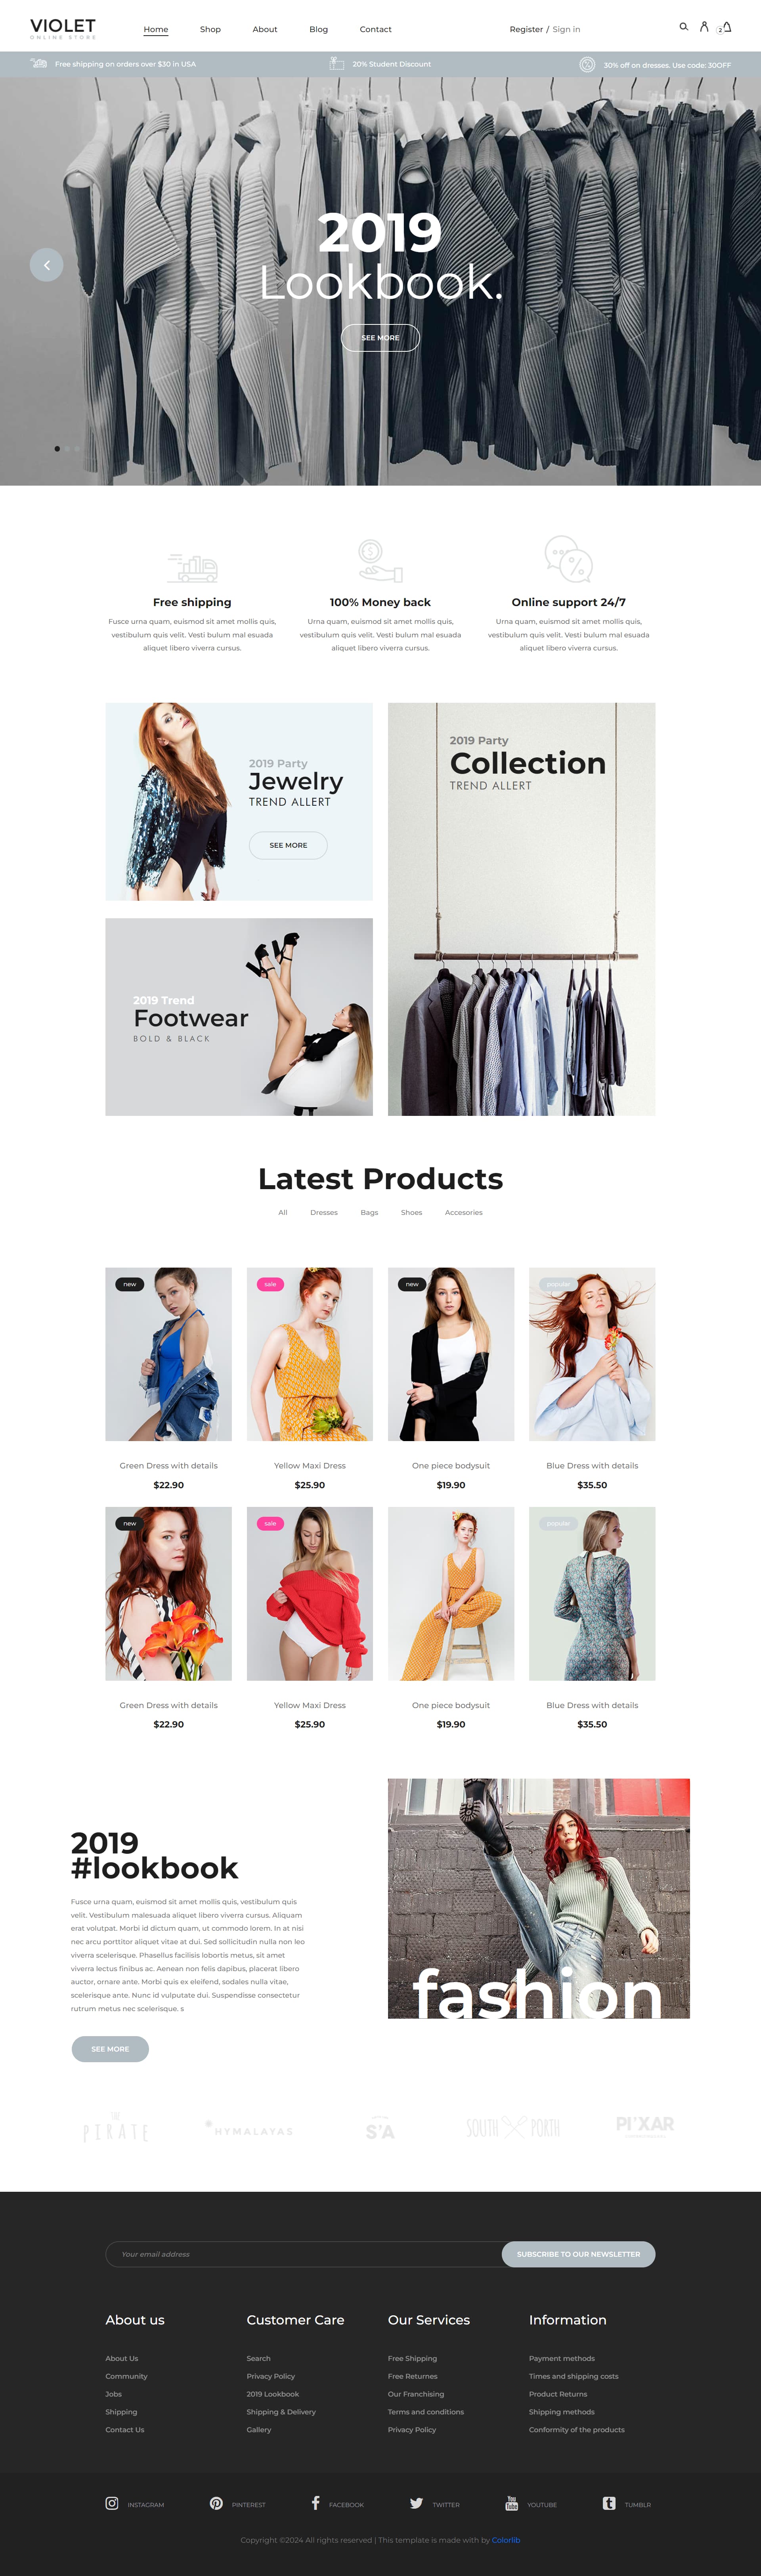 VIOLET
ONLINE STORE
Home
Shop
About
Blog
Contact
Register / Sign in
2
Free shipping on orders over $30 in USA
20% Student Discount
30% off on dresses. Use code: 30OFF
2019
Lookbook.
SEE MORE
Free shipping
Fusce urna quam, euismod sit amet mollis quis,
vestibulum quis velit. Vesti bulum mal esuada
aliquet libero viverra cursus.
100% Money back
Urna quam, euismod sit amet mollis quis,
vestibulum quis velit. Vesti bulum mal esuada
aliquet libero viverra cursus.
Online support 24/7
Urna quam, euismod sit amet mollis quis,
vestibulum quis velit. Vesti bulum mal esuada
aliquet libero viverra cursus.
2019 Party
Jewelry
TREND ALLERT
SEE MORE
2019 Party
Collection
TREND ALLERT
2019 Trend
Footwear
BOLD & BLACK
Latest Products
All
Dresses
Bags
Shoes
Accesories
new
sale
new
popular
Green Dress with details
$22.90
Yellow Maxi Dress
$25.90
One piece bodysuit
$19.90
Blue Dress with details
$35.50
new
sale
popular
Green Dress with details
$22.90
Yellow Maxi Dress
$25.90
One piece bodysuit
$19.90
Blue Dress with details
$35.50
2019
#lookbook
Fusce urna quam, euismod sit amet mollis quis, vestibulum quis
velit. Vestibulum malesuada aliquet libero viverra cursus. Aliquam
erat volutpat. Morbi id dictum quam, ut commodo lorem. In at nisi
nec arcu porttitor aliquet vitae at dui. Sed sollicitudin nulla non leo
viverra scelerisque. Phasellus facilisis lobortis metus, sit amet
viverra lectus finibus ac. Aenean non felis dapibus, placerat libero
auctor, ornare ante. Morbi quis ex eleifend, sodales nulla vitae,
scelerisque ante. Nunc id vulputate dui. Suspendisse consectetur
rutrum metus nec scelerisque. s
SEE MORE
fashion
THE
PIRATE
HYMALAYAS
S'A
SOUTH PORTH
PI'XAR
Your email address
SUBSCRIBE TO OUR NEWSLETTER
About us
About Us
Community
Jobs
Shipping
Contact Us
Customer Care
Search
Privacy Policy
2019 Lookbook
Shipping & Delivery
Gallery
Our Services
Free Shipping
Free Returnes
Our Franchising
Terms and conditions
Privacy Policy
Information
Payment methods
Times and shipping costs
Product Returns
Shipping methods
Conformity of the products
INSTAGRAM
PINTEREST
FACEBOOK
TWITTER
You Tube
YOUTUBE
TUMBLR
Copyright ©2024 All rights reserved | This template is made with by Colorlib